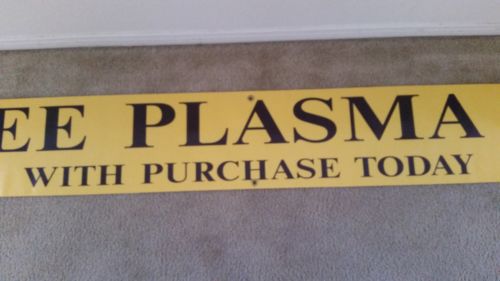 EE PLASMA
WITH PURCHASE TODAY